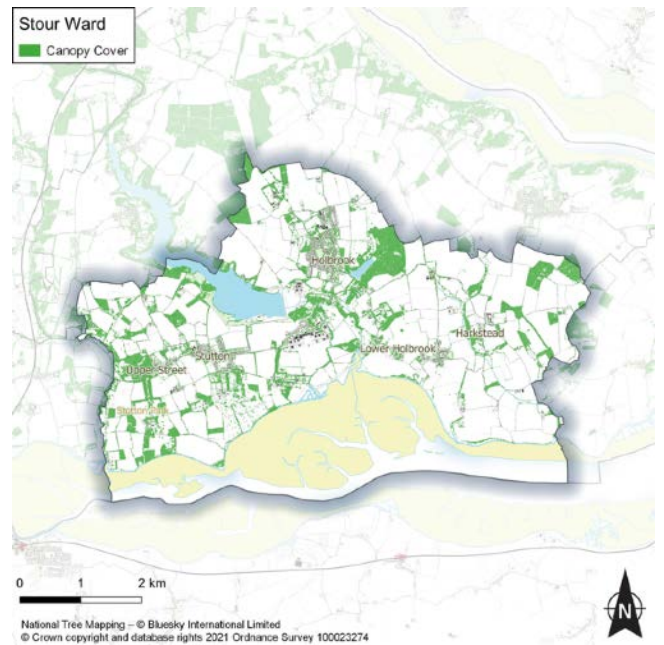 Stour Ward
Canopy Cover
Holbrook
Harkstead
Lower Holbrook
Stutton
Upper Street
0 1 2 km
N
National Tree Mapping – © Bluesky International Limited
© Crown copyright and database rights 2021 Ordnance Survey 100023274